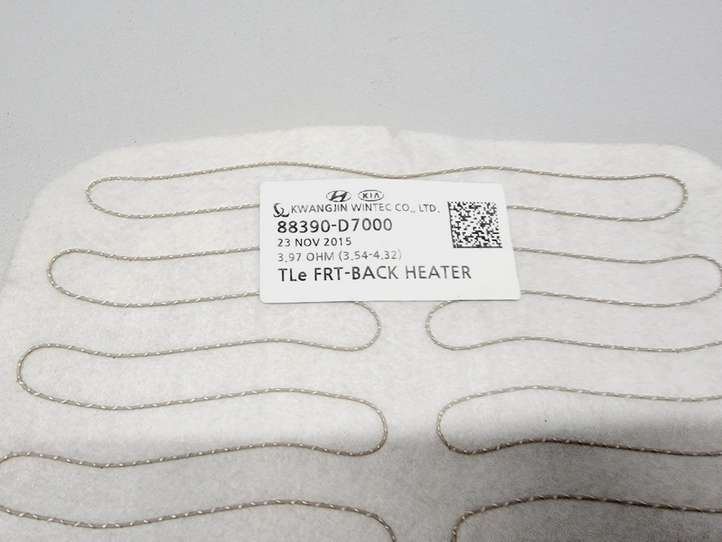 KIA
KWANGJIN WINTEC CO., LTD.
88390-D7000
23 NOV 2015
3.97 OHM (3.54-4.32)
TLe FRT-BACK HEATER